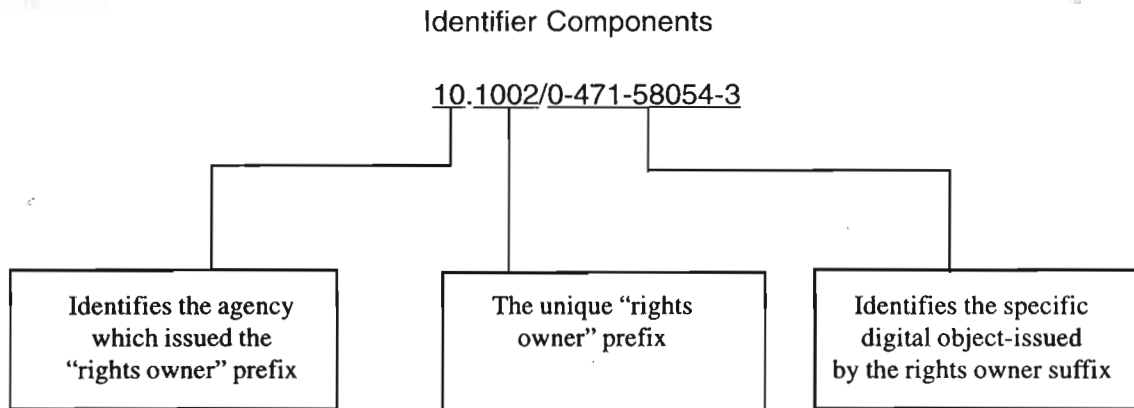 Identifier Components
10.1002/0-471-58054-3
Identifies the agency
which issued the
“rights owner” prefix
The unique “rights
owner” prefix
Identifies the specific
digital object-issued
by the rights owner suffix